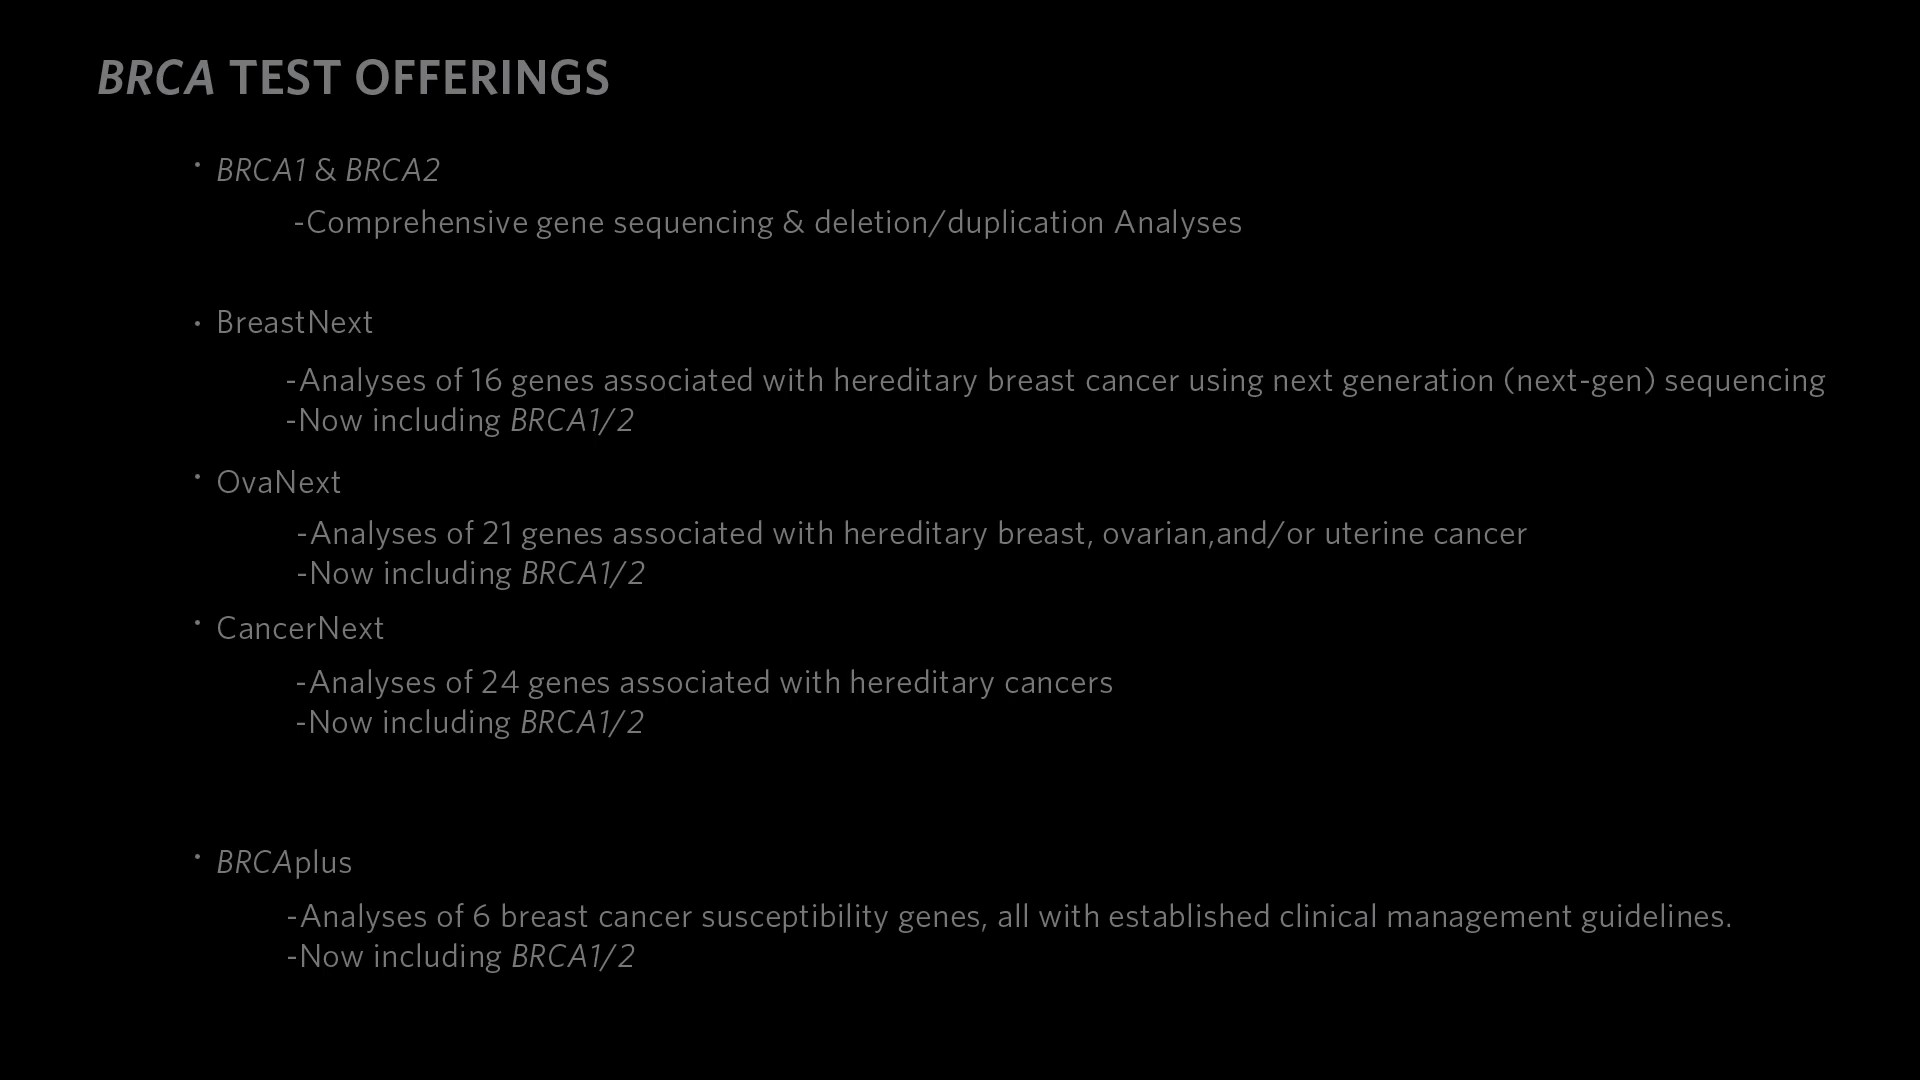 BRCA TEST OFFERINGS
· BRCA1 & BRCA2
-Comprehensive gene sequencing & deletion/duplication Analyses
· BreastNext
-Analyses of 16 genes associated with hereditary breast cancer using next generation (next-gen) sequencing
-Now including BRCA1/2
· OvaNext
-Analyses of 21 genes associated with hereditary breast, ovarian,and/or uterine cancer
-Now including BRCA1/2
· CancerNext
-Analyses of 24 genes associated with hereditary cancers
-Now including BRCA1/2
· BRCAplus
-Analyses of 6 breast cancer susceptibility genes, all with established clinical management guidelines.
-Now including BRCA1/2